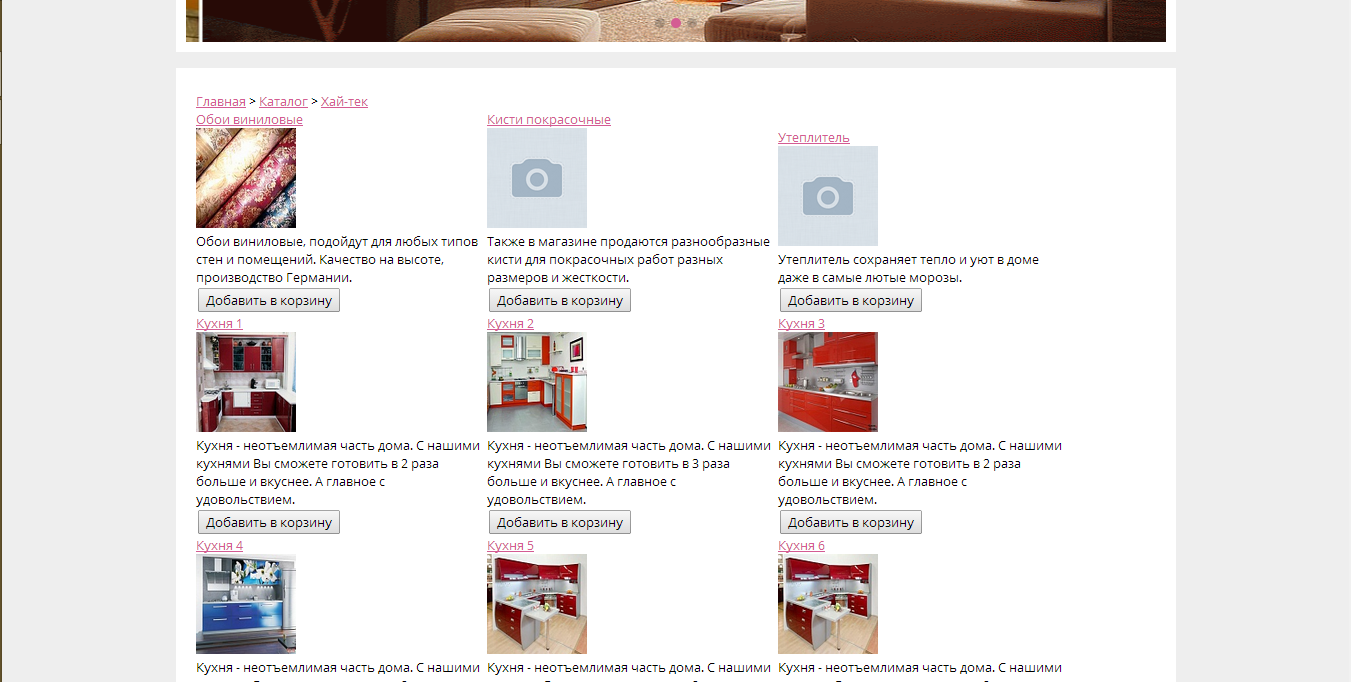 Главная > Каталог > Хай-тек
Обои виниловые
Обои виниловые, подойдут для любых типов
стен и помещений. Качество на высоте,
производство Германии.
Добавить в корзину
Кисти покрасочные
Также в магазине продаются разнообразные
кисти для покрасочных работ разных
размеров и жесткости.
Добавить в корзину
Утеплитель
Утеплитель сохраняет тепло и уют в доме
даже в самые лютые морозы.
Добавить в корзину
Кухня 1
Кухня - неотъемлимая часть дома. С нашими
кухнями Вы сможете готовить в 2 раза
больше и вкуснее. А главное с
удовольствием.
Добавить в корзину
Кухня 2
Кухня - неотъемлимая часть дома. С нашими
кухнями Вы сможете готовить в 3 раза
больше и вкуснее. А главное с
удовольствием.
Добавить в корзину
Кухня 3
Кухня - неотъемлимая часть дома. С нашими
кухнями Вы сможете готовить в 2 раза
больше и вкуснее. А главное с
удовольствием.
Добавить в корзину
Кухня 4
Кухня - неотъемлимая часть дома. С нашими
Кухня 5
Кухня - неотъемлимая часть дома. С нашими
Кухня 6
Кухня - неотъемлимая часть дома. С нашими